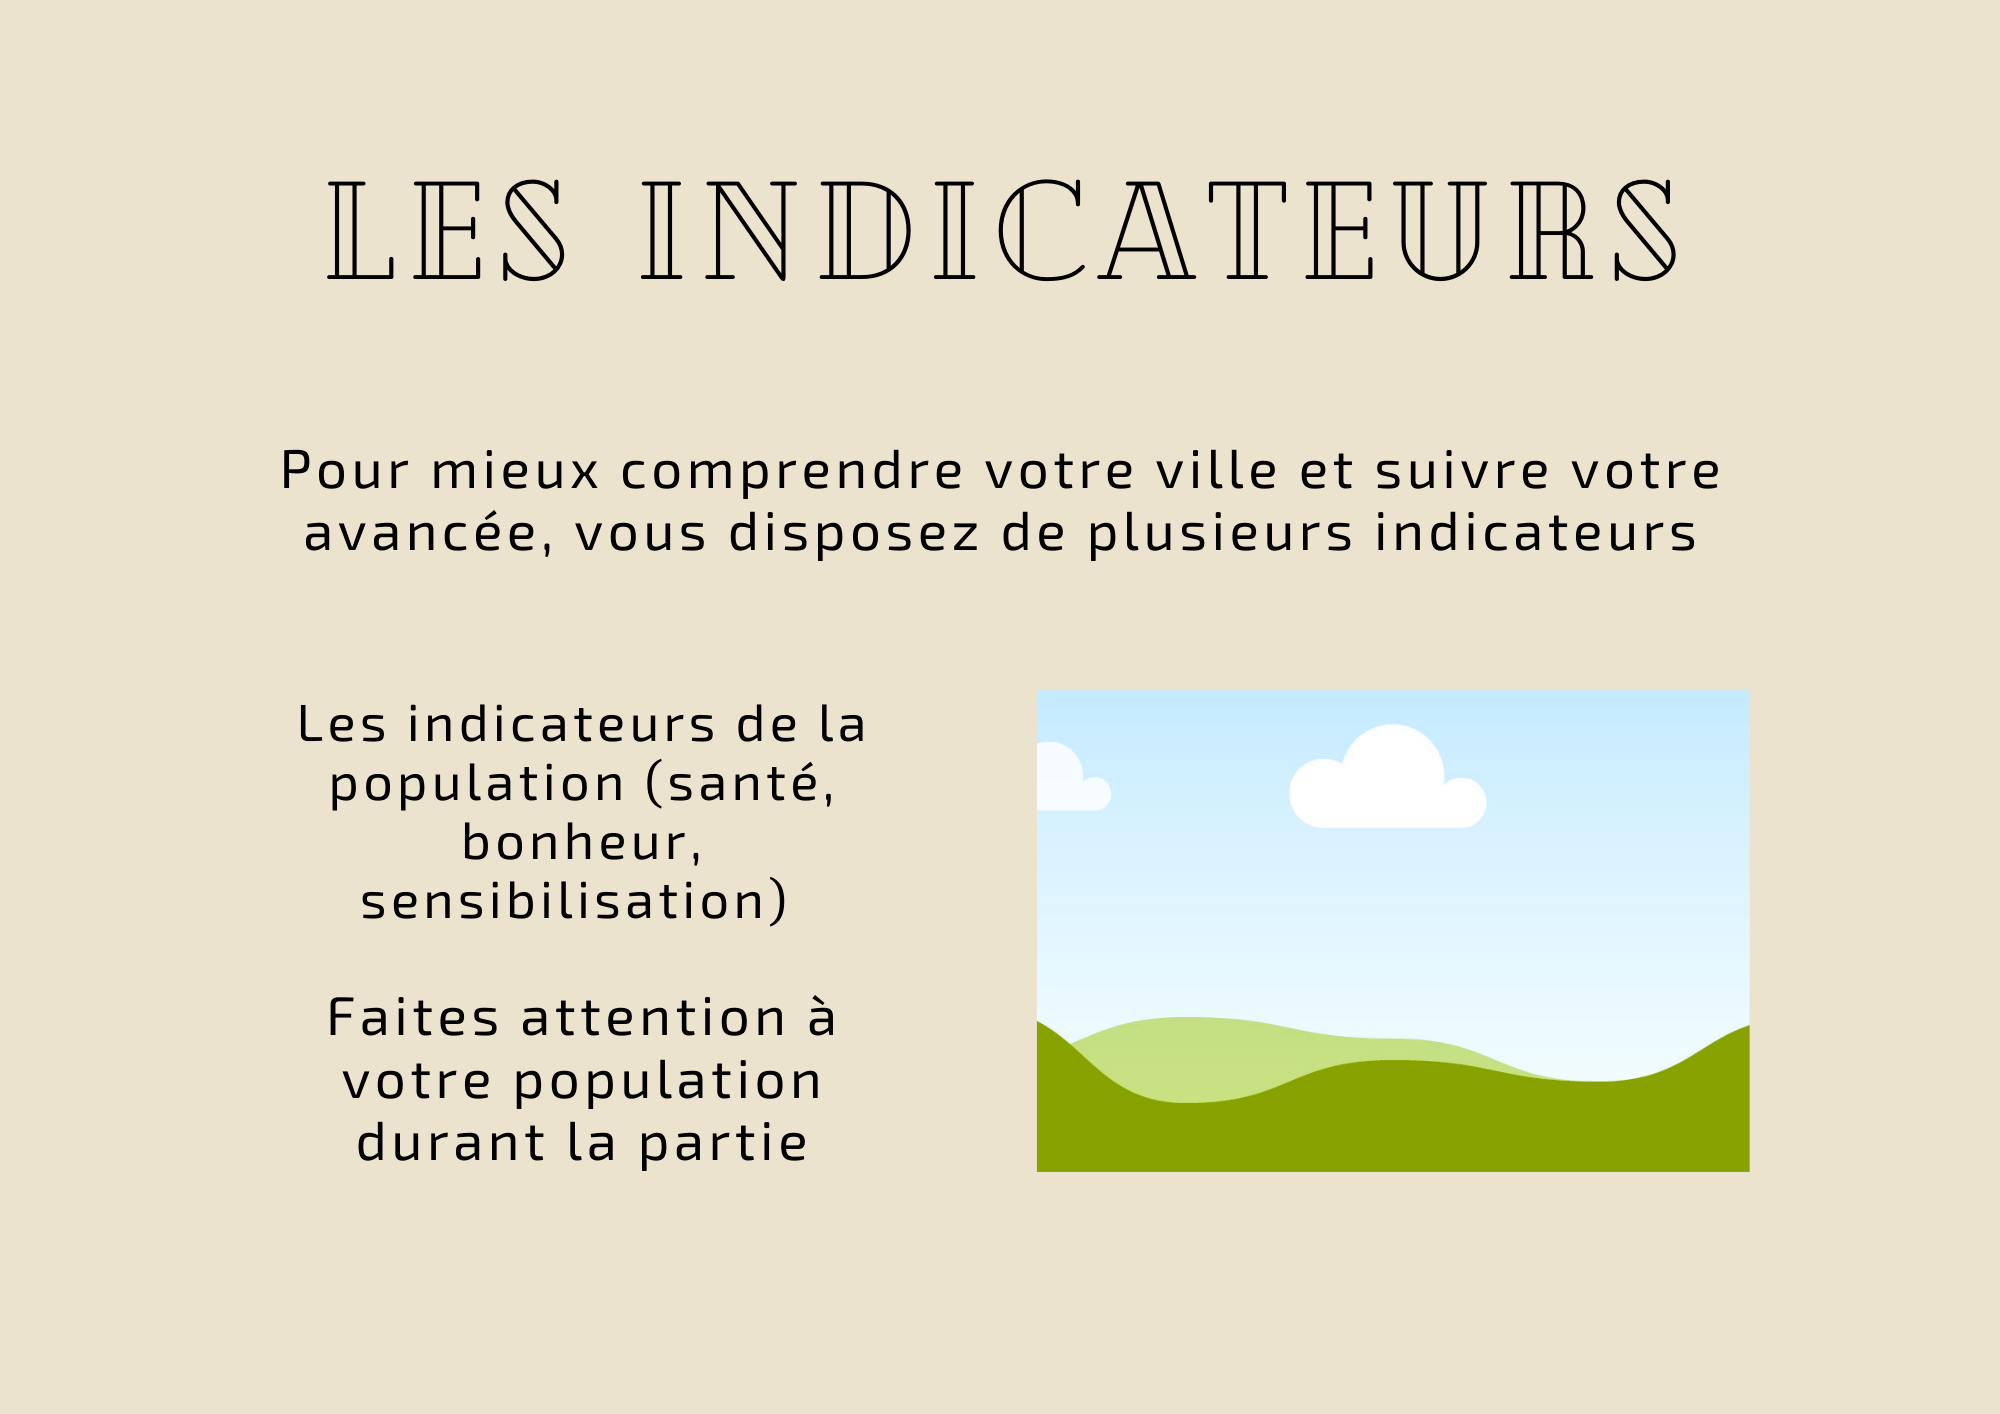 LES INDICATEURS
Pour mieux comprendre votre ville et suivre votre
avancée, vous disposez de plusieurs indicateurs
Les indicateurs de la
population (santé,
bonheur,
sensibilisation)
Faites attention à
votre population
durant la partie